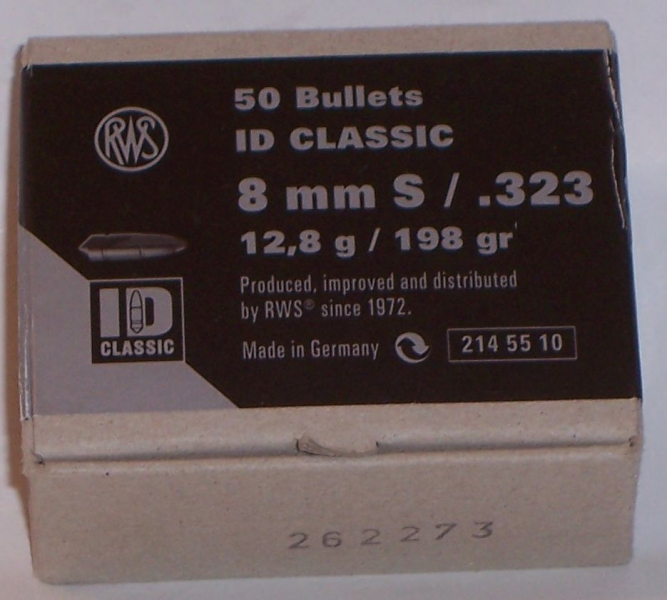 50 Bullets
ID CLASSIC
RWS
8 mm S / .323
12,8 g / 198 gr
Produced, improved and distributed
by RWS® since 1972.
ID
CLASSIC
Made in Germany
214 55 10
262273